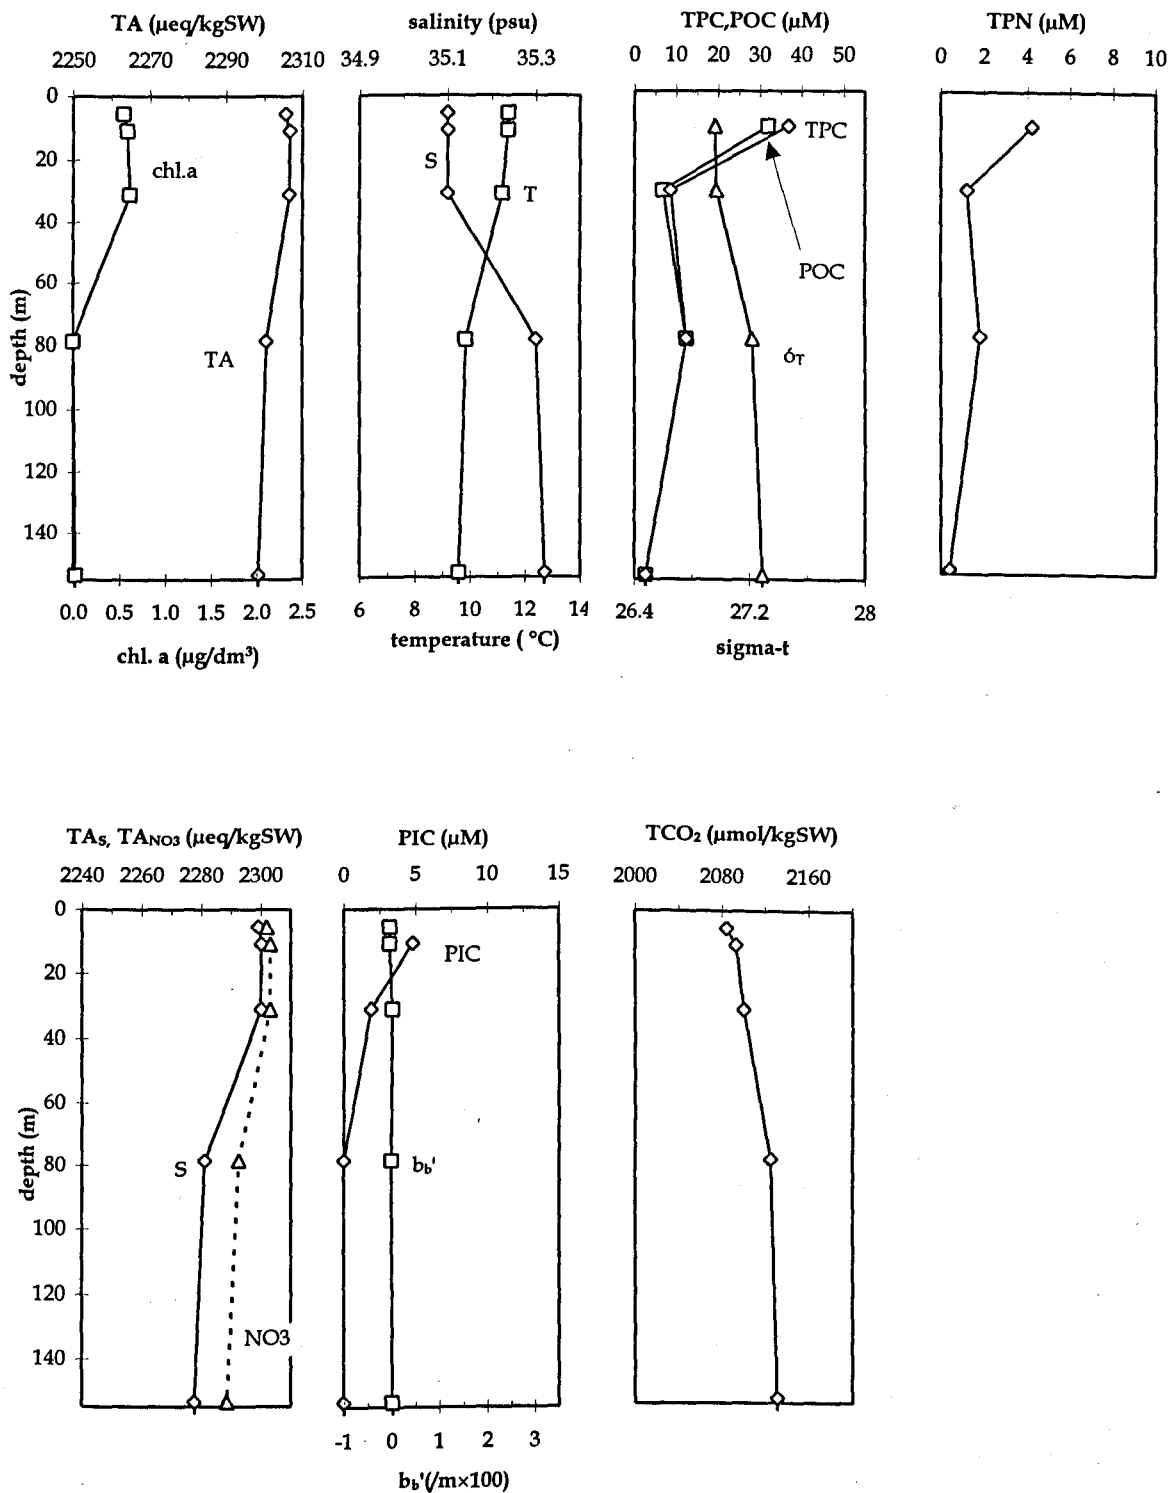 TA (μeq/kgSW)
2250 2270 2290 2310
salinity (psu)
34.9 35.1 35.3
TPC,POC (μM)
0 10 20 30 40 50
TPN (μM)
0 2 4 6 8 10
depth (m)
0
20
40
60
80
100
120
140
chl.a
TA
S
T
TPC
POC
σ́T
0.0 0.5 1.0 1.5 2.0 2.5
chl. a (μg/dm³)
6 8 10 12 14
temperature ( °C)
26.4 27.2 28
sigma-t
TAs, TANO3 (μeq/kgSW)
2240 2260 2280 2300
PIC (μM)
0 5 10 15
TCO₂ (μmol/kgSW)
2000 2080 2160
depth (m)
0
20
40
60
80
100
120
140
S
NO3
PIC
bb'
-1 0 1 2 3
bb'(/m×100)